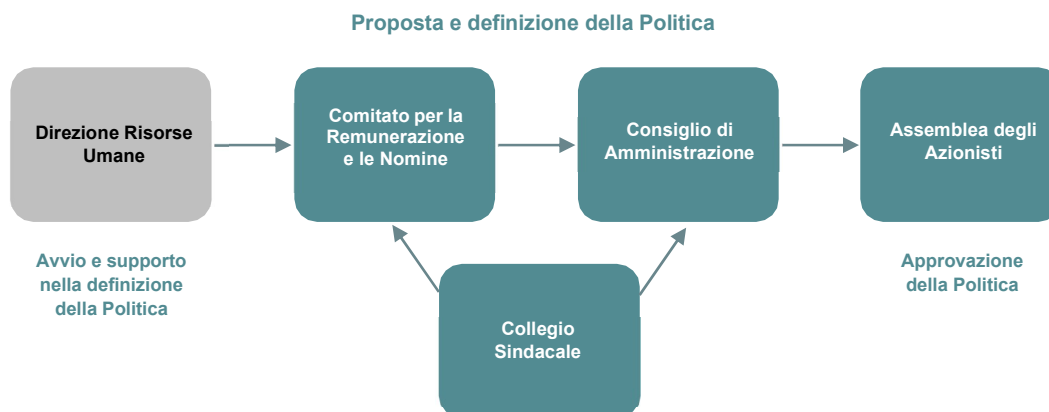 Proposta e definizione della Politica
Direzione Risorse
Umane
Comitato per la
Remunerazione
e le Nomine
Consiglio di
Amministrazione
Assemblea degli
Azionisti
Avvio e supporto
nella definizione
della Politica
Approvazione
della Politica
Collegio
Sindacale